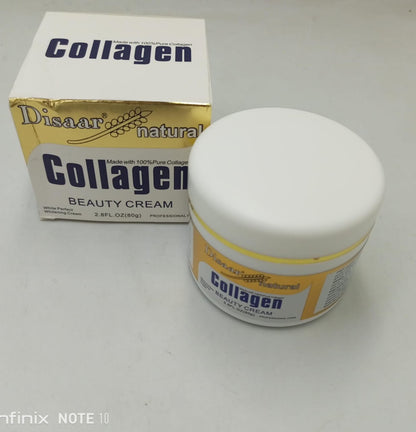 Made with 100%Pure Collagen
Collagen
Disaar
natural
Made with 100%Pure Collagen
Collagen
BEAUTY CREAM
White Perfect
Whitening Cream
2.8FL.OZ(80g)
PROFESSIONAL
Disaar
natural
Collagen
BEAUTY CREAM
Infinix NOTE 10